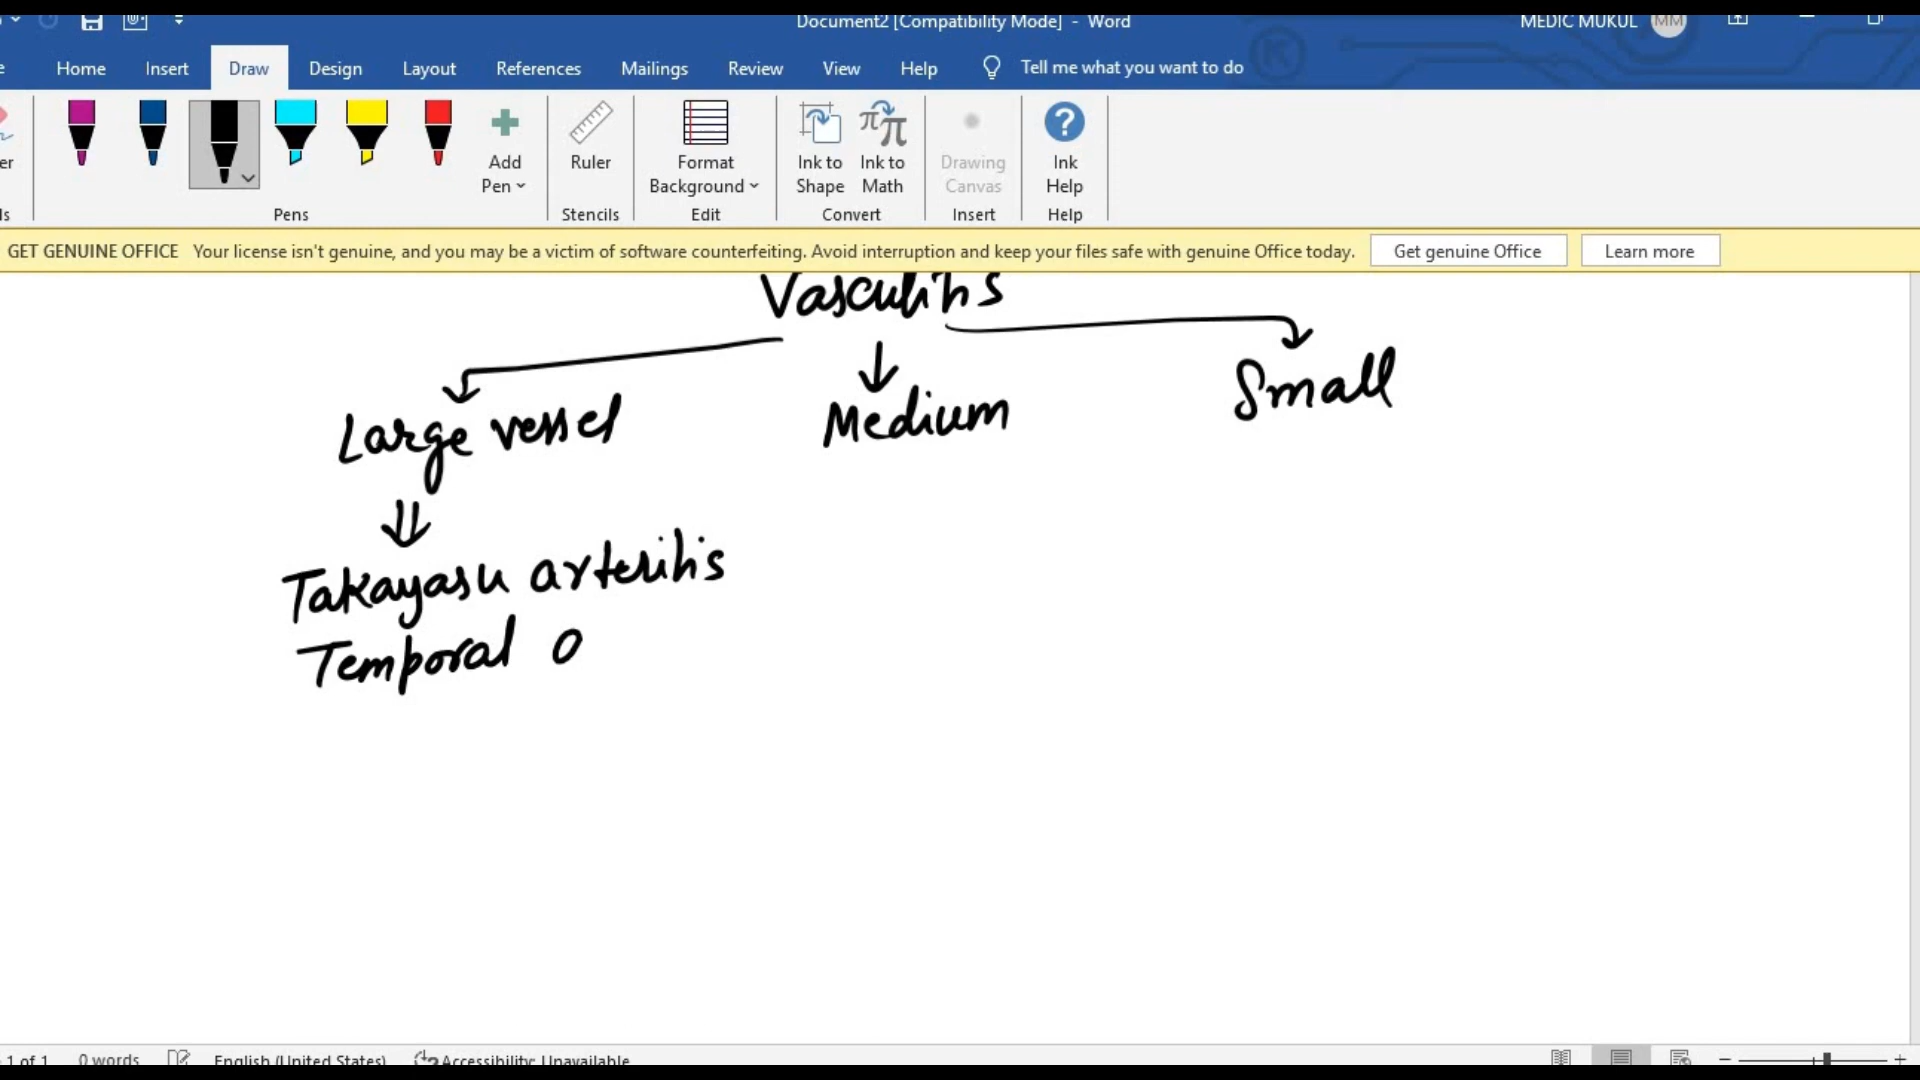 Document2 [Compatibility Mode] - Word
MEDIC MUKUL MM
Home Insert Draw Design Layout References Mailings Review View Help Tell me what you want to do
Add Pen
Ruler
Format Background
Ink to Shape
Ink to Math
Drawing Canvas
Ink Help
Pens Stencils Edit Convert Insert Help
GET GENUINE OFFICE Your license isn't genuine, and you may be a victim of software counterfeiting. Avoid interruption and keep your files safe with genuine Office today. Get genuine Office Learn more
Vasculitis
Large vessel Medium Small
Takayasu arteritis
Temporal
1 of 1 0 words English (United States) Accessibility: Unavailable